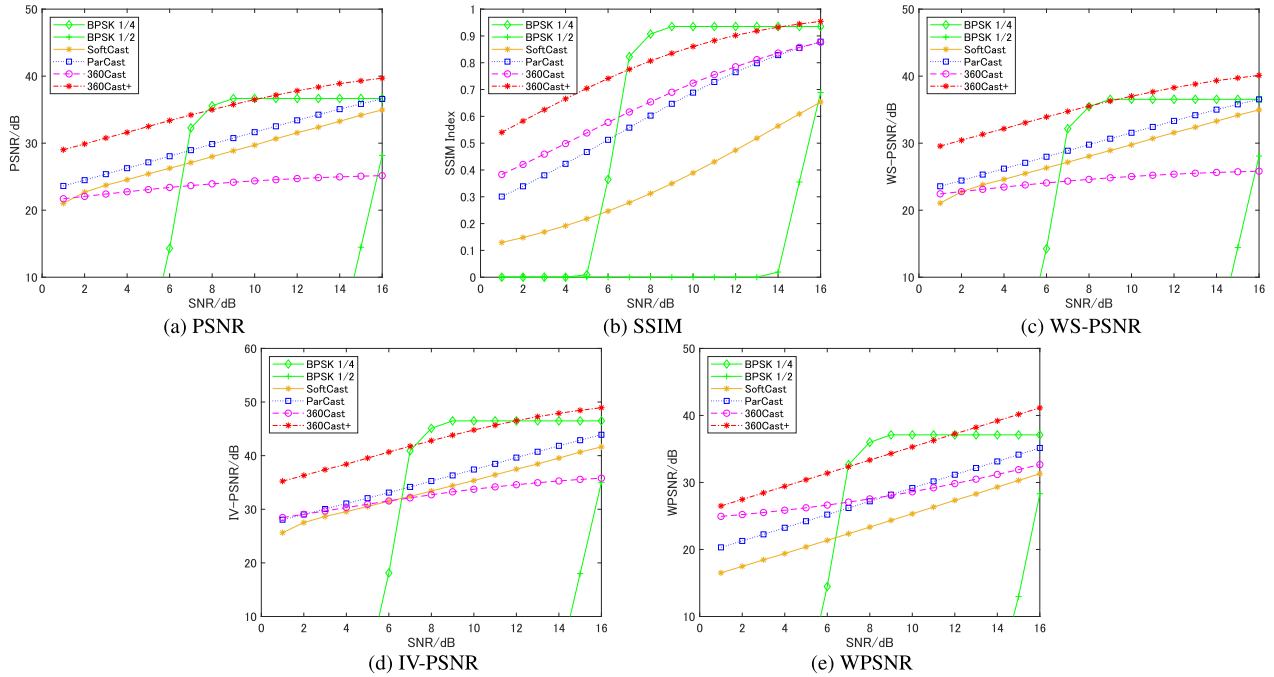 50
40
30
20
10
PSNR/dB
BPSK 1/4
BPSK 1/2
SoftCast
ParCast
360Cast
360Cast+
0 2 4 6 8 10 12 14 16
SNR/dB
(a) PSNR
1
0.9
0.8
0.7
0.6
0.5
0.4
0.3
0.2
0.1
0
SSIM Index
BPSK 1/4
BPSK 1/2
SoftCast
ParCast
360Cast
360Cast+
0 2 4 6 8 10 12 14 16
SNR/dB
(b) SSIM
50
40
30
20
10
WS-PSNR/dB
BPSK 1/4
BPSK 1/2
SoftCast
ParCast
360Cast
360Cast+
0 2 4 6 8 10 12 14 16
SNR/dB
(c) WS-PSNR
60
50
40
30
20
10
IV-PSNR/dB
BPSK 1/4
BPSK 1/2
SoftCast
ParCast
360Cast
360Cast+
0 2 4 6 8 10 12 14 16
SNR/dB
(d) IV-PSNR
50
40
30
20
10
WPSNR/dB
BPSK 1/4
BPSK 1/2
SoftCast
ParCast
360Cast
360Cast+
0 2 4 6 8 10 12 14 16
SNR/dB
(e) WPSNR